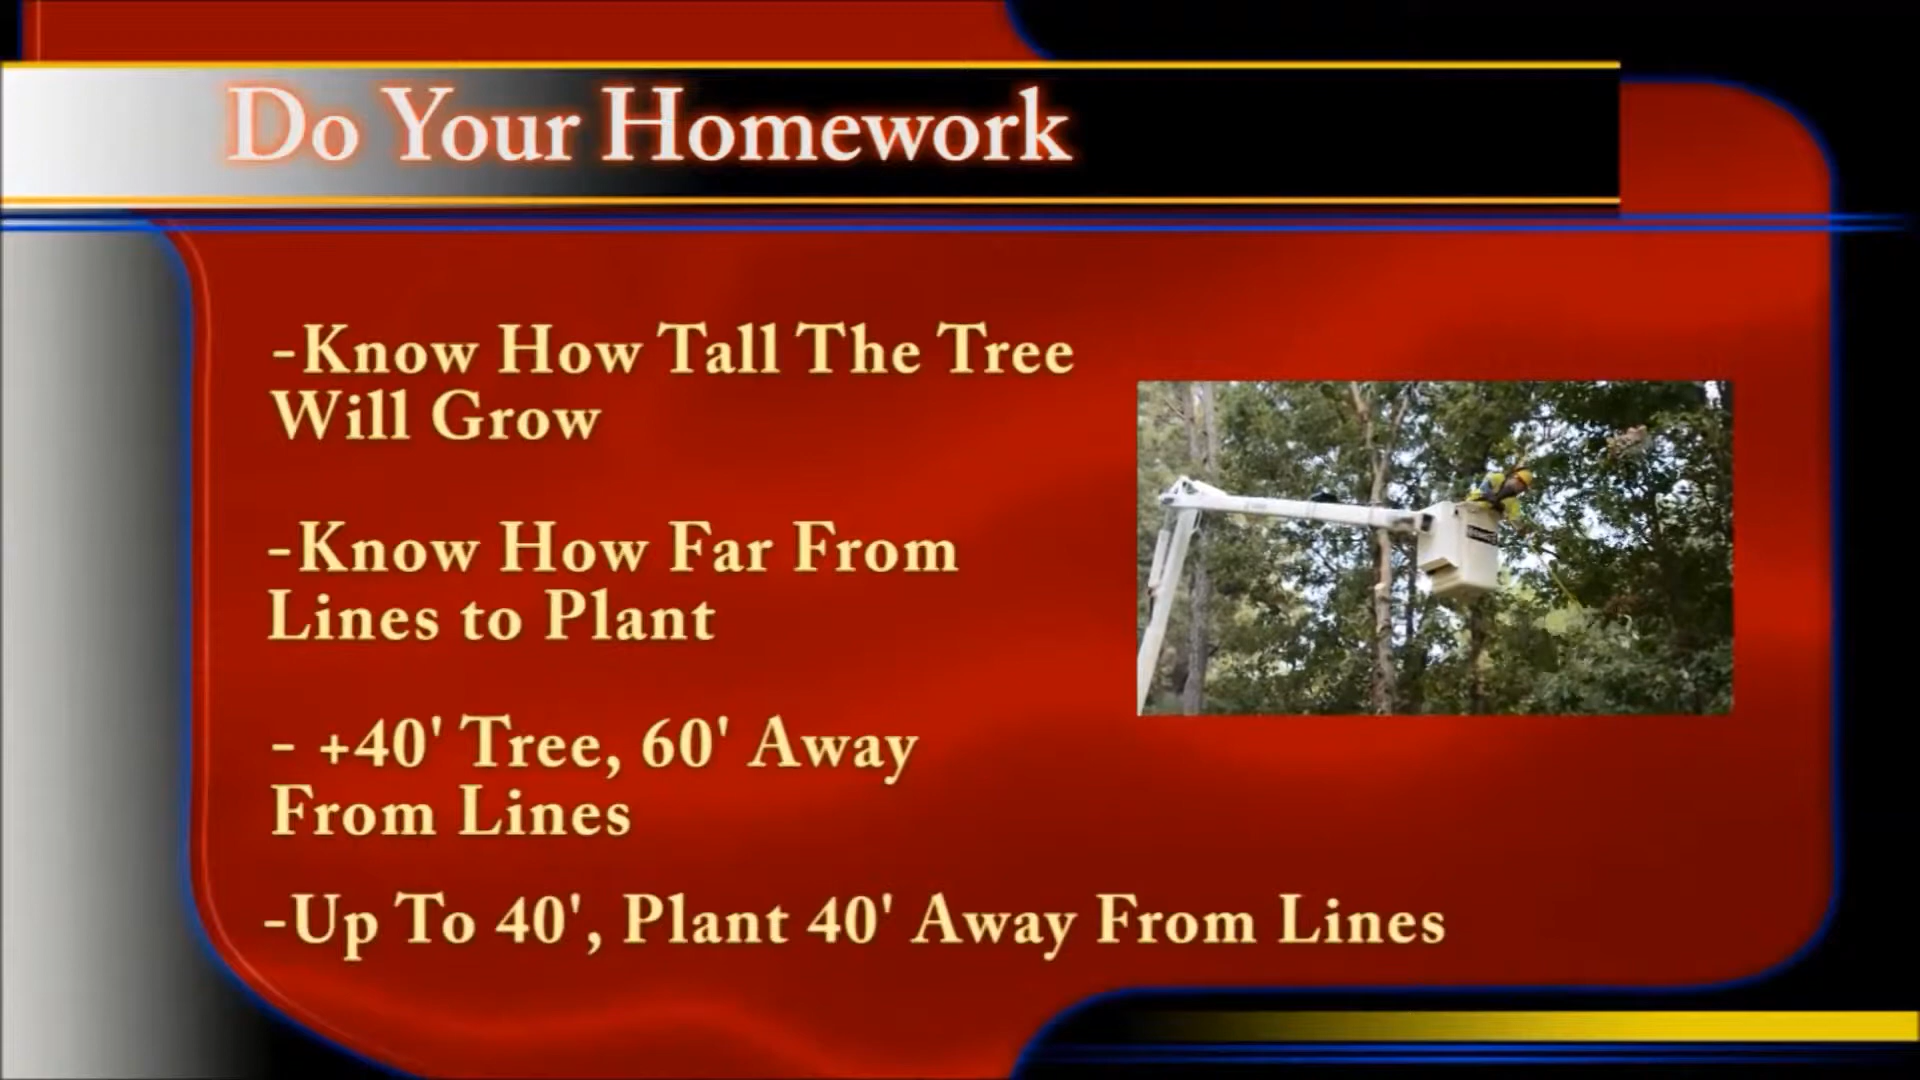 Do Your Homework
-Know How Tall The Tree
Will Grow
-Know How Far From
Lines to Plant
- +40' Tree, 60' Away
From Lines
-Up To 40', Plant 40' Away From Lines